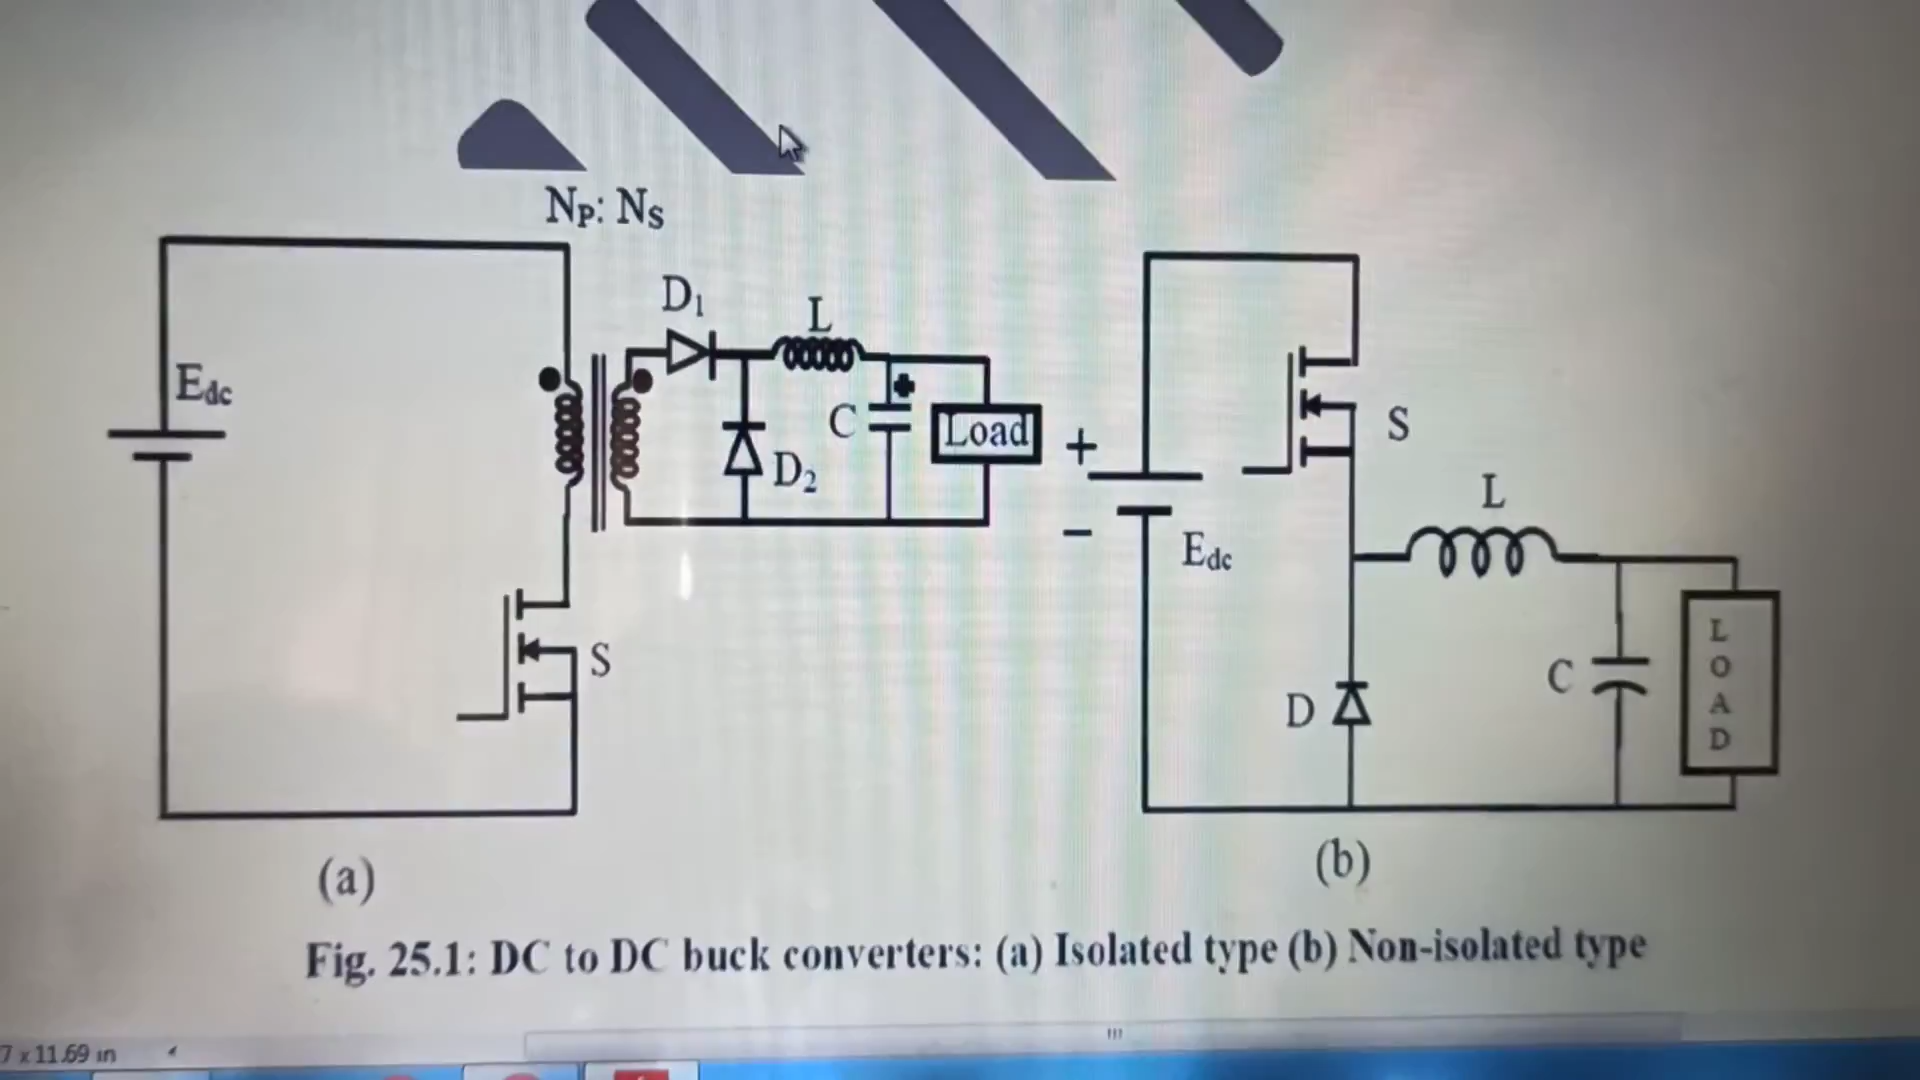 NP: NS
D1
L
Edc
C
Load
D2
S
(a)
+
−
Edc
S
L
C
D
L
O
A
D
(b)
Fig. 25.1: DC to DC buck converters: (a) Isolated type (b) Non-isolated type
7 x 11.69 in